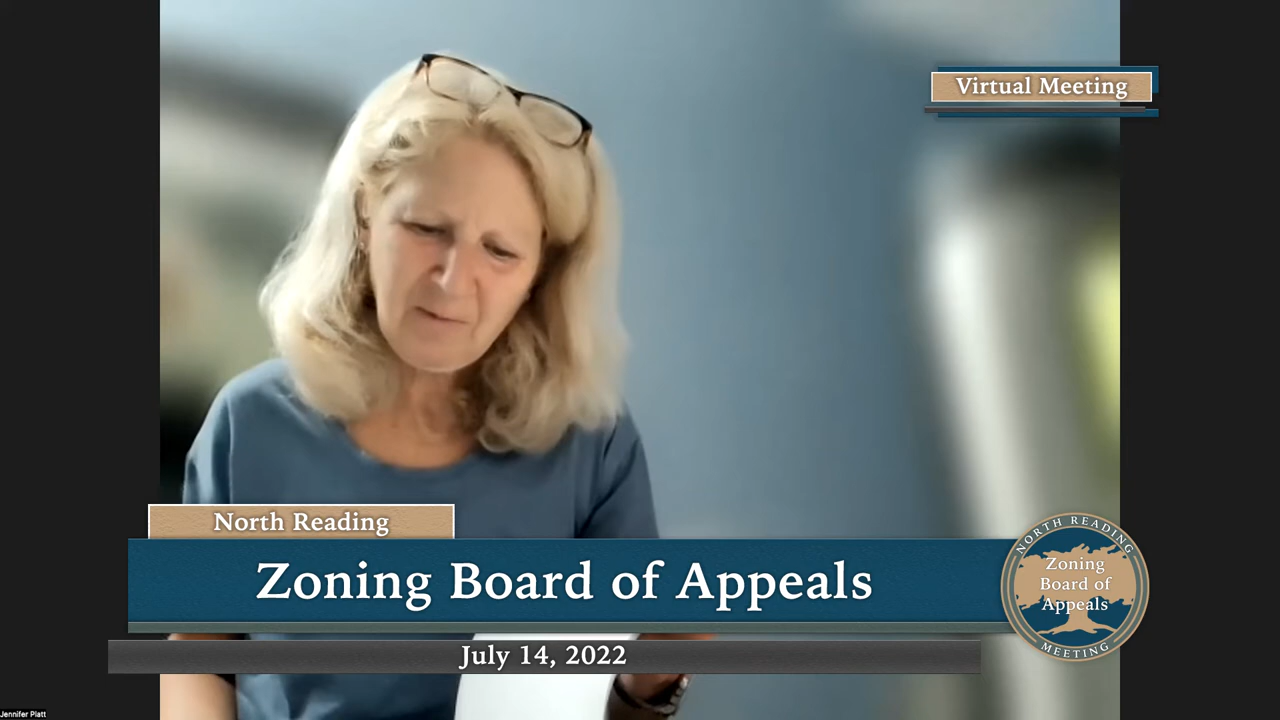 Virtual Meeting
North Reading
Zoning Board of Appeals
NORTH READING
Zoning
Board of
Appeals
MEETING
July 14, 2022
Jennifer Platt